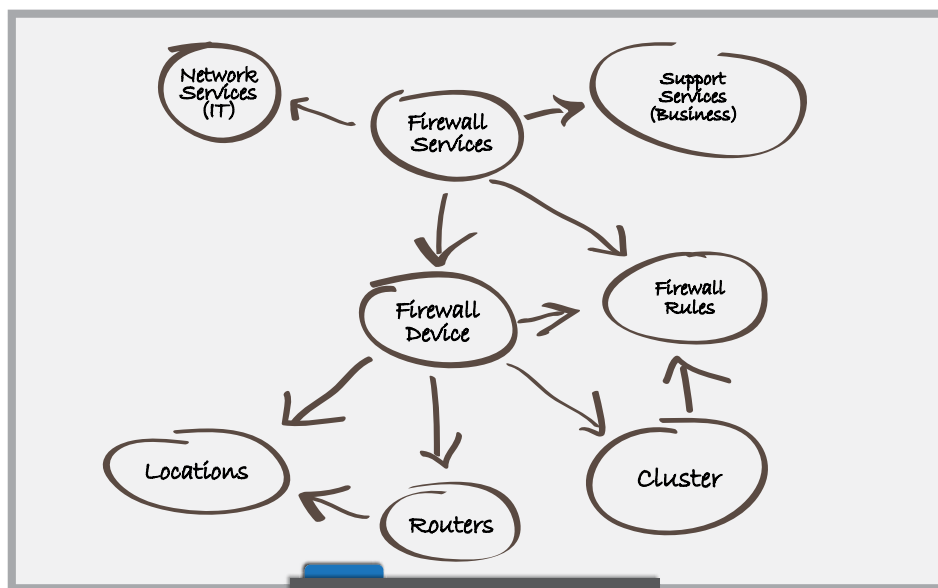 Network
Services
(IT)
Support
Services
(Business)
Firewall
Services
Firewall
Device
Firewall
Rules
Locations
Cluster
Routers